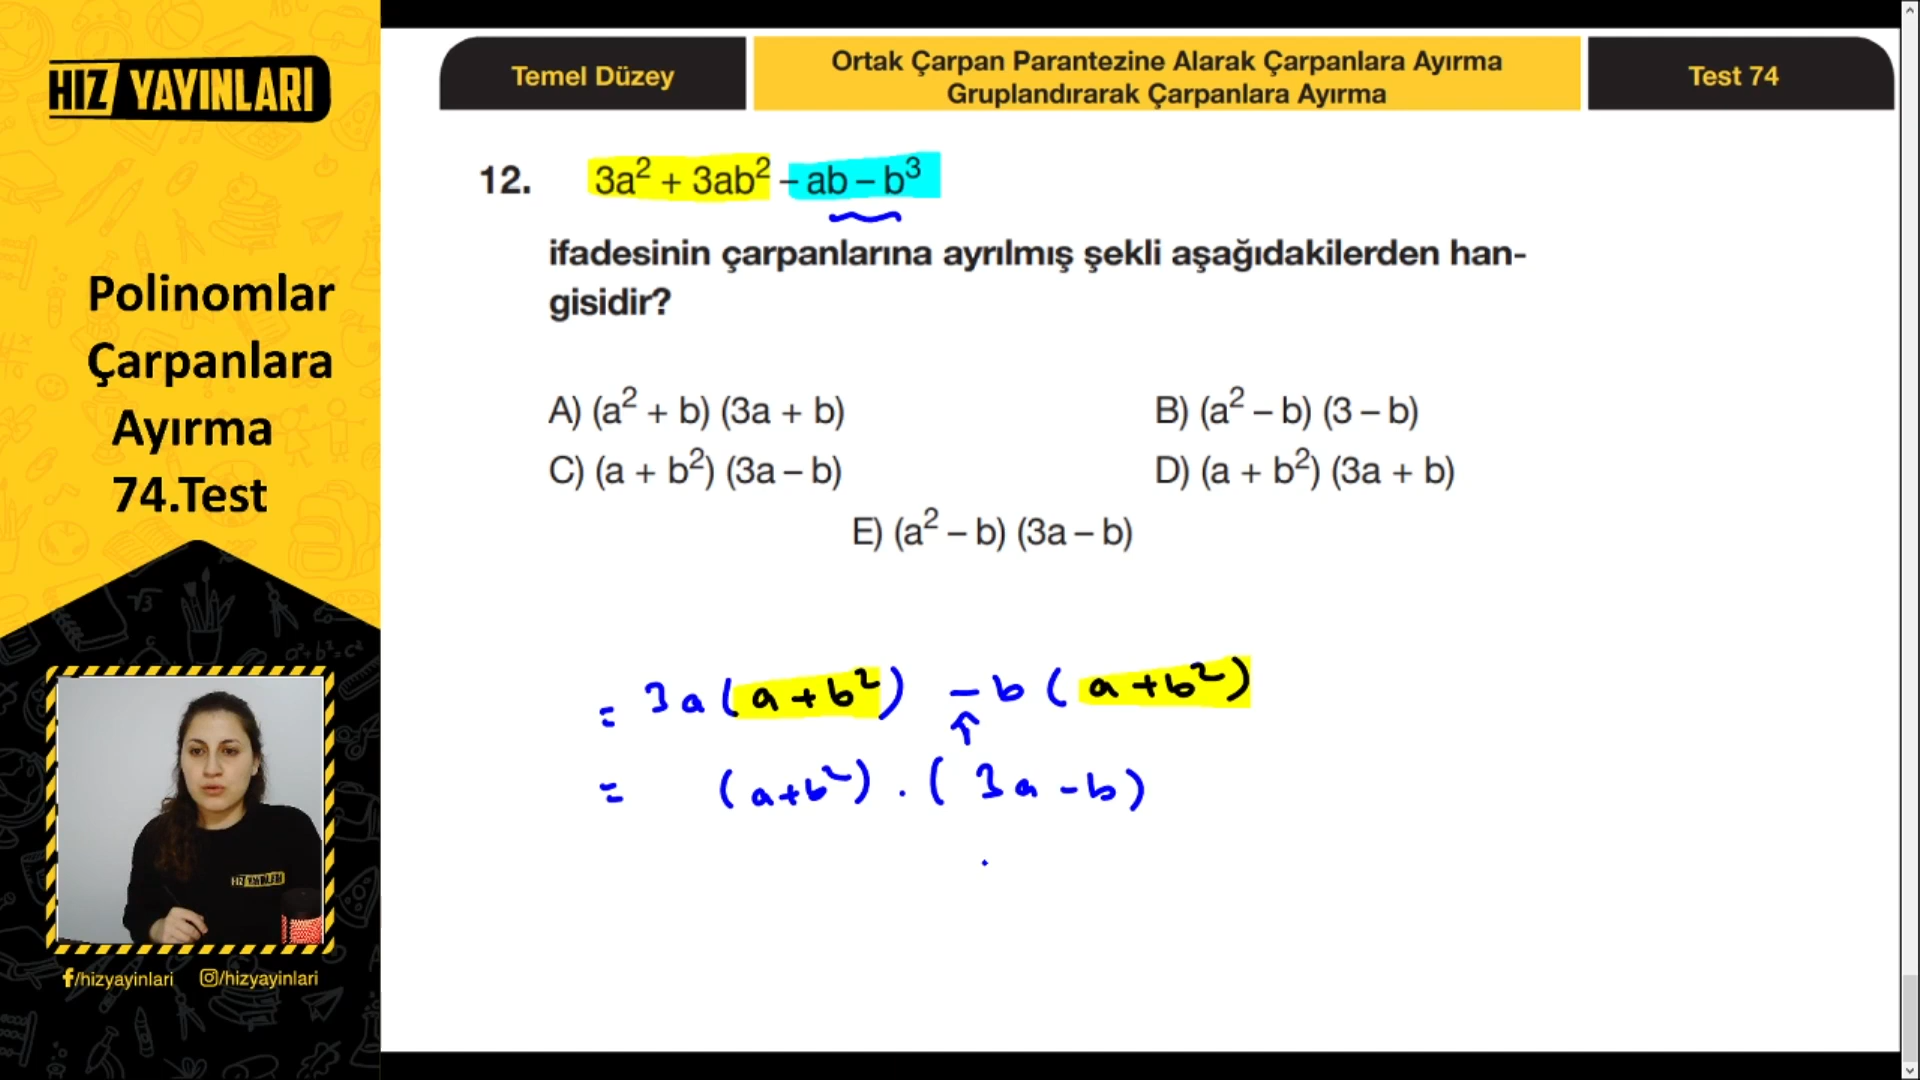 HIZ YAYINLARI
Polinomlar
Çarpanlara
Ayırma
74.Test
f/hizyayinlari /hizyayinlari
Temel Düzey
Ortak Çarpan Parantezine Alarak Çarpanlara Ayırma
Gruplandırarak Çarpanlara Ayırma
Test 74
12. 3a² + 3ab² – ab – b³
ifadesinin çarpanlarına ayrılmış şekli aşağıdakilerden han-
gisidir?
A) (a² + b) (3a + b) B) (a² – b) (3 – b)
C) (a + b²) (3a – b) D) (a + b²) (3a + b)
E) (a² – b) (3a – b)
= 3a (a + b²) – b (a + b²)
= (a+b²) . (3a – b)